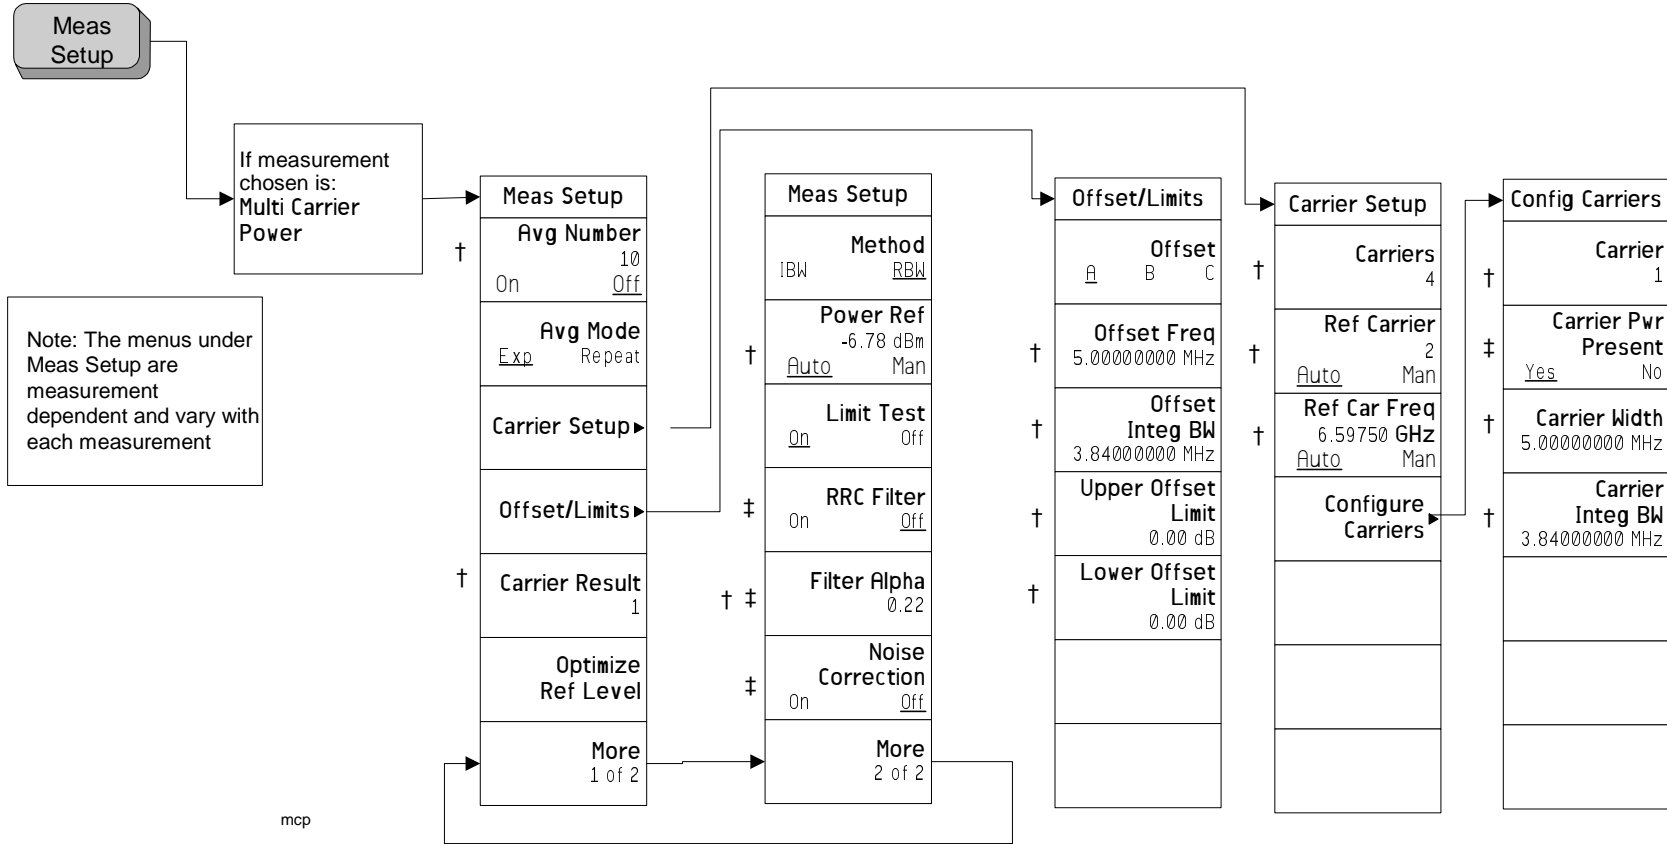 Meas
Setup
If measurement
chosen is:
Multi Carrier
Power
Note: The menus under
Meas Setup are
measurement
dependent and vary with
each measurement
mcp
Meas Setup
†
Avg Number
10
On Off
Avg Mode
Exp Repeat
Carrier Setup
Offset/Limits
†
Carrier Result
1
Optimize
Ref Level
More
1 of 2
Meas Setup
Method
IBW RBW
Power Ref
-6.78 dBm
†
Auto Man
Limit Test
On Off
RRC Filter
‡
On Off
Filter Alpha
† ‡
0.22
Noise
Correction
‡
On Off
More
2 of 2
Offset/Limits
Offset
A B C
Offset Freq
†
5.00000000 MHz
Offset
† Integ BW
3.84000000 MHz
Upper Offset
† Limit
0.00 dB
Lower Offset
† Limit
0.00 dB
Carrier Setup
Carriers
†
4
Ref Carrier
† 2
Auto Man
Ref Car Freq
† 6.59750 GHz
Auto Man
Configure
Carriers
Config Carriers
Carrier
† 1
Carrier Pwr
‡ Present
Yes No
Carrier Width
†
5.00000000 MHz
Carrier
† Integ BW
3.84000000 MHz